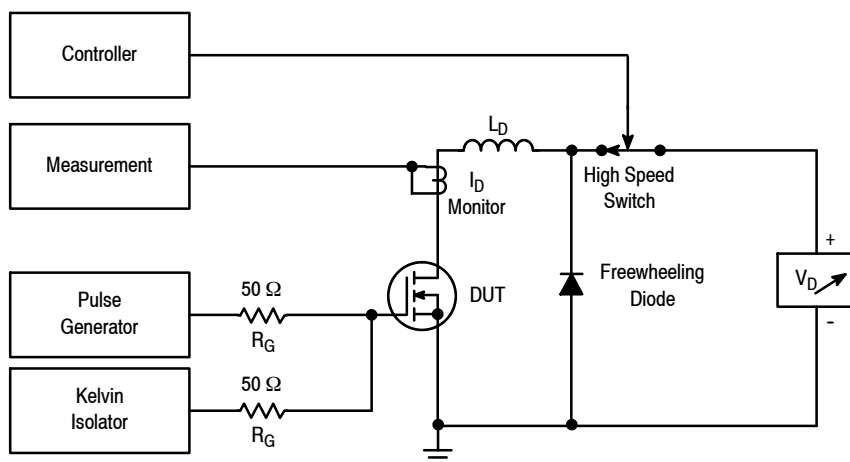 Controller
Measurement
L_D
I_D
Monitor
High Speed
Switch
+
V_D
-
Freewheeling
Diode
DUT
Pulse
Generator
50 Ω
R_G
Kelvin
Isolator
50 Ω
R_G